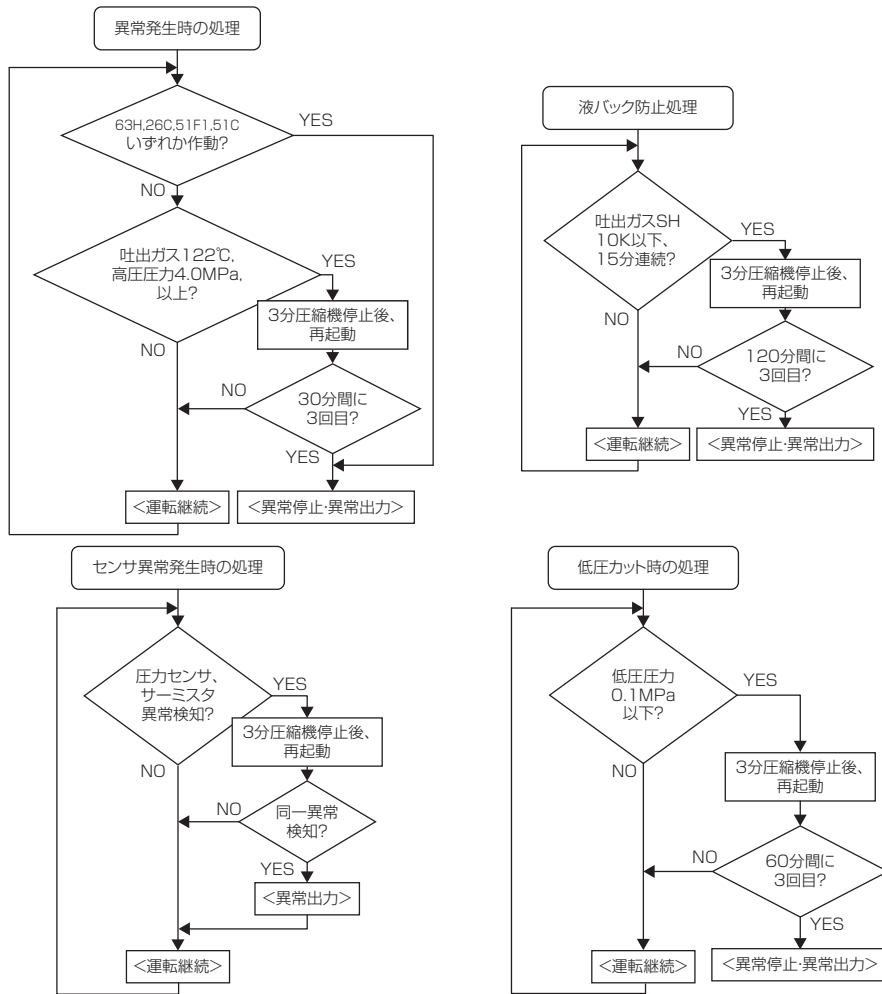 異常発生時の処理
63H,26C,51F1,51C
いずれか作動?
YES
NO
吐出ガス122℃,
高圧圧力4.0MPa,
以上?
YES
3分圧縮機停止後、
再起動
NO
NO
30分間に
3回目?
YES
<運転継続>
<異常停止·異常出力>
液バック防止処理
吐出ガスSH
10K以下、
15分連続?
YES
3分圧縮機停止後、
再起動
NO
NO
120分間に
3回目?
YES
<運転継続>
<異常停止·異常出力>
センサ異常発生時の処理
圧力センサ、
サーミスタ
異常検知?
YES
3分圧縮機停止後、
再起動
NO
NO
同一異常
検知?
YES
<異常出力>
<運転継続>
低圧カット時の処理
低圧圧力
0.1MPa
以下?
YES
NO
3分圧縮機停止後、
再起動
NO
60分間に
3回目?
YES
<運転継続>
<異常停止·異常出力>